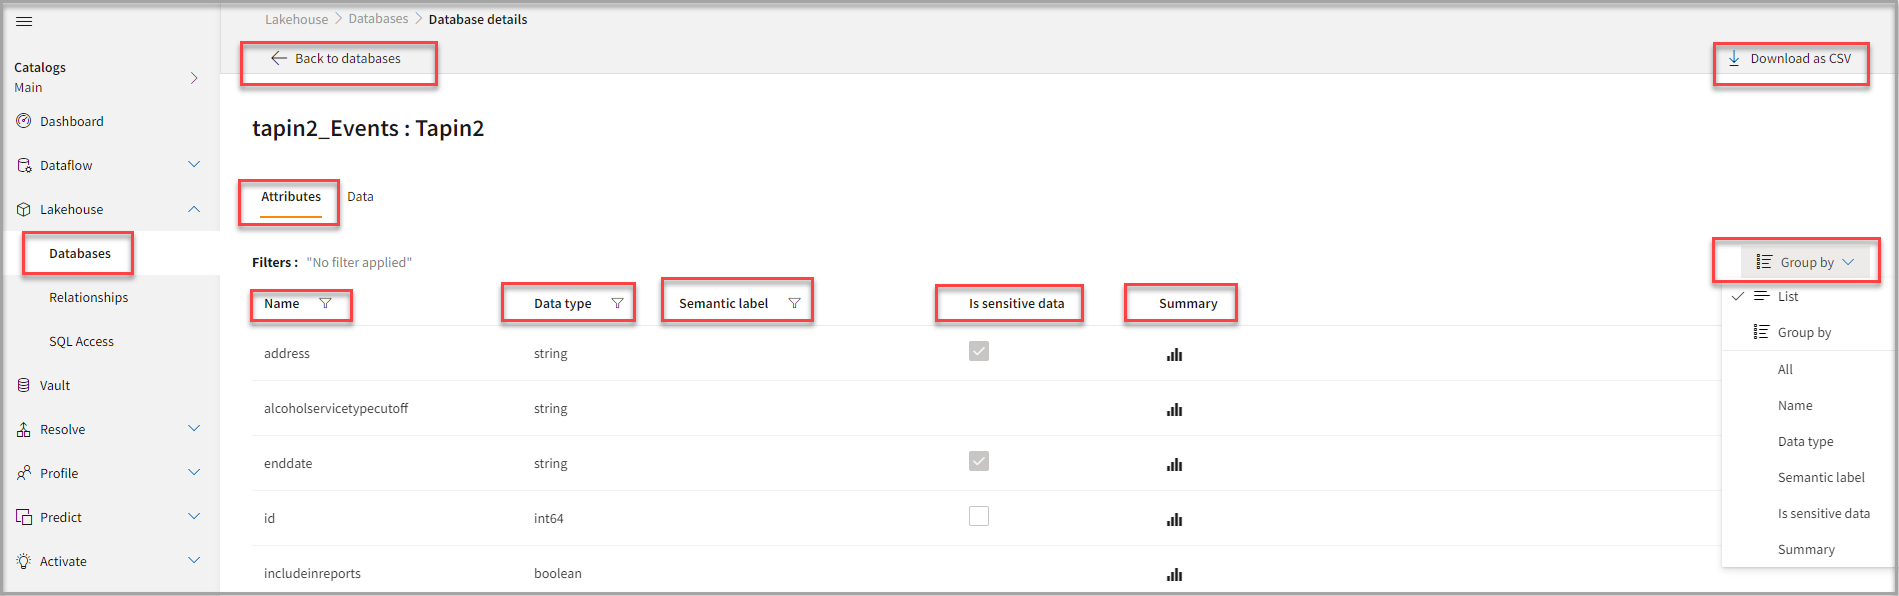 Lakehouse > Databases > Database details
Back to databases
Download as CSV
Catalogs
Main
Dashboard
Dataflow
Lakehouse
Databases
Relationships
SQL Access
Vault
Resolve
Profile
Predict
Activate
tapin2_Events : Tapin2
Attributes Data
Filters : "No filter applied"
Group by
Name Data type Semantic label Is sensitive data Summary
address string
alcoholservicetypecutoff string
enddate string
id int64
includeinreports boolean
List
Group by
All
Name
Data type
Semantic label
Is sensitive data
Summary